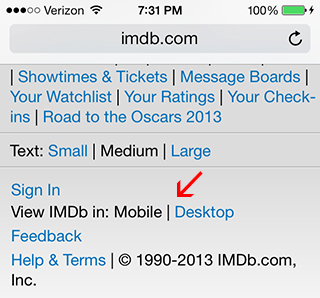 Verizon 7:31 PM 100%
imdb.com
| Showtimes & Tickets | Message Boards |
Your Watchlist | Your Ratings | Your Check-
ins | Road to the Oscars 2013
Text: Small | Medium | Large
Sign In
View IMDb in: Mobile | Desktop
Feedback
Help & Terms | © 1990-2013 IMDb.com,
Inc.